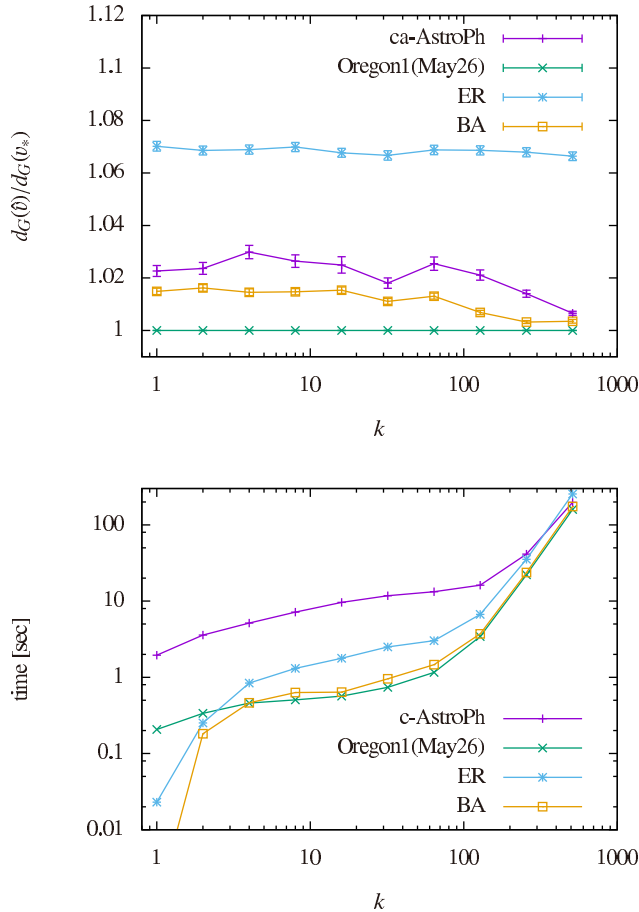 1.12
1.1
1.08
1.06
1.04
1.02
1
d_G(v̂)/d_G(v_*)
ca-AstroPh
Oregon1(May26)
ER
BA
1 10 100 1000
k
100
10
1
0.1
0.01
time [sec]
c-AstroPh
Oregon1(May26)
ER
BA
1 10 100 1000
k